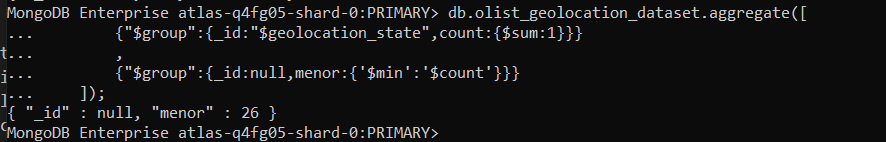 MongoDB Enterprise atlas-q4fg05-shard-0:PRIMARY> db.olist_geolocation_dataset.aggregate([
... {"$group":{_id:"$geolocation_state",count:{$sum:1}}}
... ,
... {"$group":{_id:null,menor:{'$min':'$count'}}}
... ]);
{ "_id" : null, "menor" : 26 }
MongoDB Enterprise atlas-q4fg05-shard-0:PRIMARY>